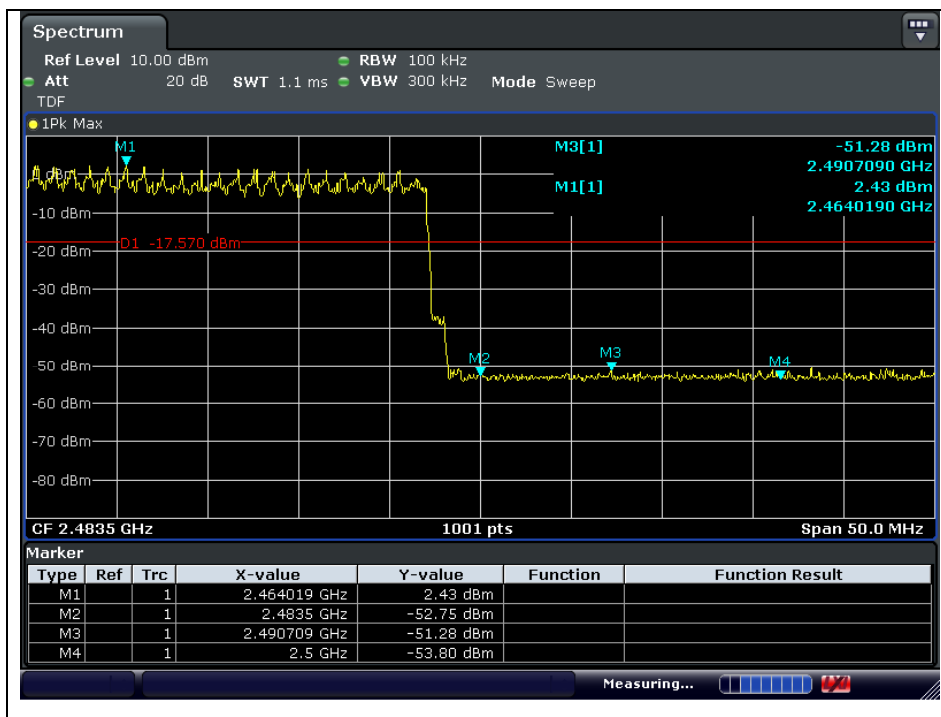 Spectrum
Ref Level 10.00 dBm RBW 100 kHz
Att 20 dB SWT 1.1 ms VBW 300 kHz Mode Sweep
TDF
1Pk Max
M1 M3[1] -51.28 dBm
2.4907090 GHz
0 dBm M1[1] 2.43 dBm
-10 dBm 2.4640190 GHz
D1 -17.570 dBm
-20 dBm
-30 dBm
-40 dBm
M2 M3 M4
50 dBm
-60 dBm
-70 dBm
-80 dBm
CF 2.4835 GHz 1001 pts Span 50.0 MHz
Marker
Type Ref Trc X-value Y-value Function Function Result
M1 1 2.464019 GHz 2.43 dBm
M2 1 2.4835 GHz -52.75 dBm
M3 1 2.490709 GHz -51.28 dBm
M4 1 2.5 GHz -53.80 dBm
Measuring...